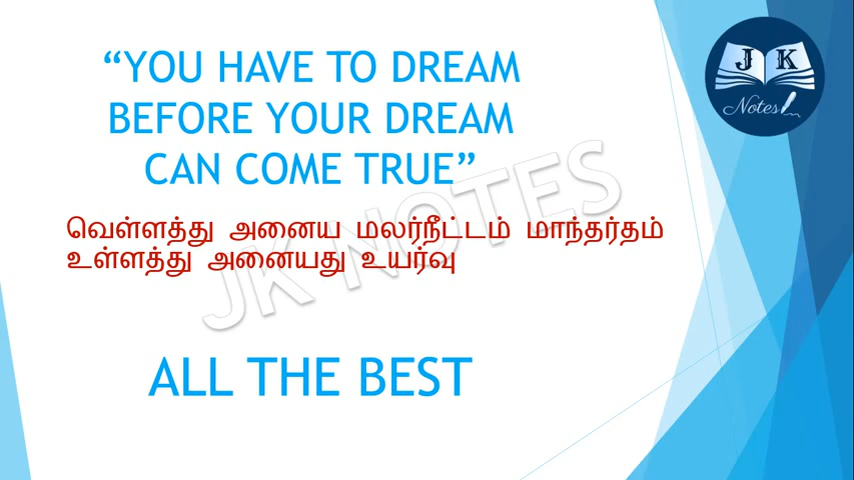 “YOU HAVE TO DREAM
BEFORE YOUR DREAM
CAN COME TRUE”
வெள்ளத்து அனைய மலர்நீட்டம் மாந்தர்தம்
உள்ளத்து அனையது உயர்வு
ALL THE BEST
JK NOTES
J K
Notes